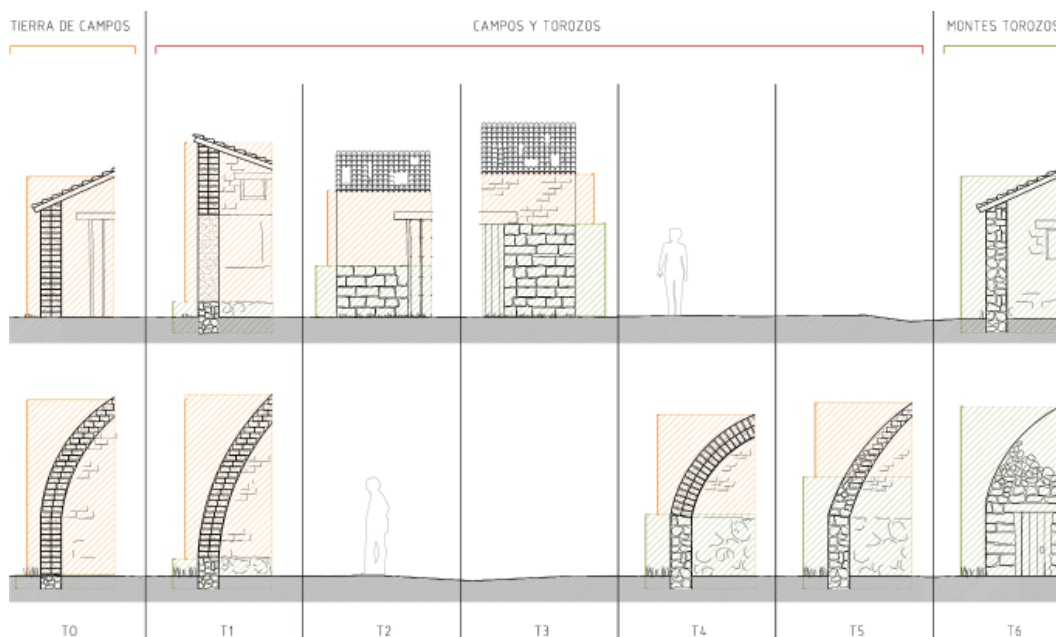 TIERRA DE CAMPOS
CAMPOS Y TOROZOS
MONTES TOROZOS
T0
T1
T2
T3
T4
T5
T6